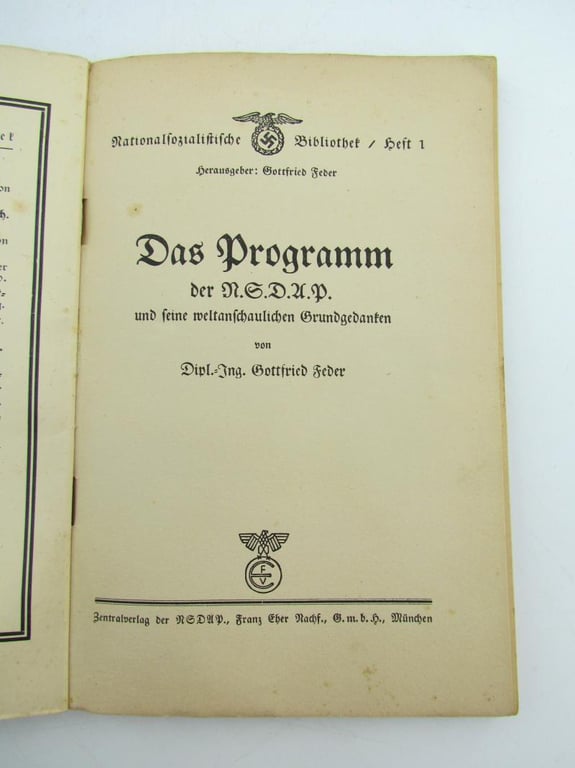 Nationalsozialistische Bibliothek / Heft 1
Herausgeber: Gottfried Feder
Das Programm
der N.S.D.A.P.
und seine weltanschaulichen Grundgedanken
von
Dipl.-Ing. Gottfried Feder
F
E
V
Zentralverlag der NSDAP., Franz Eher Nachf., G.m.b.H., München